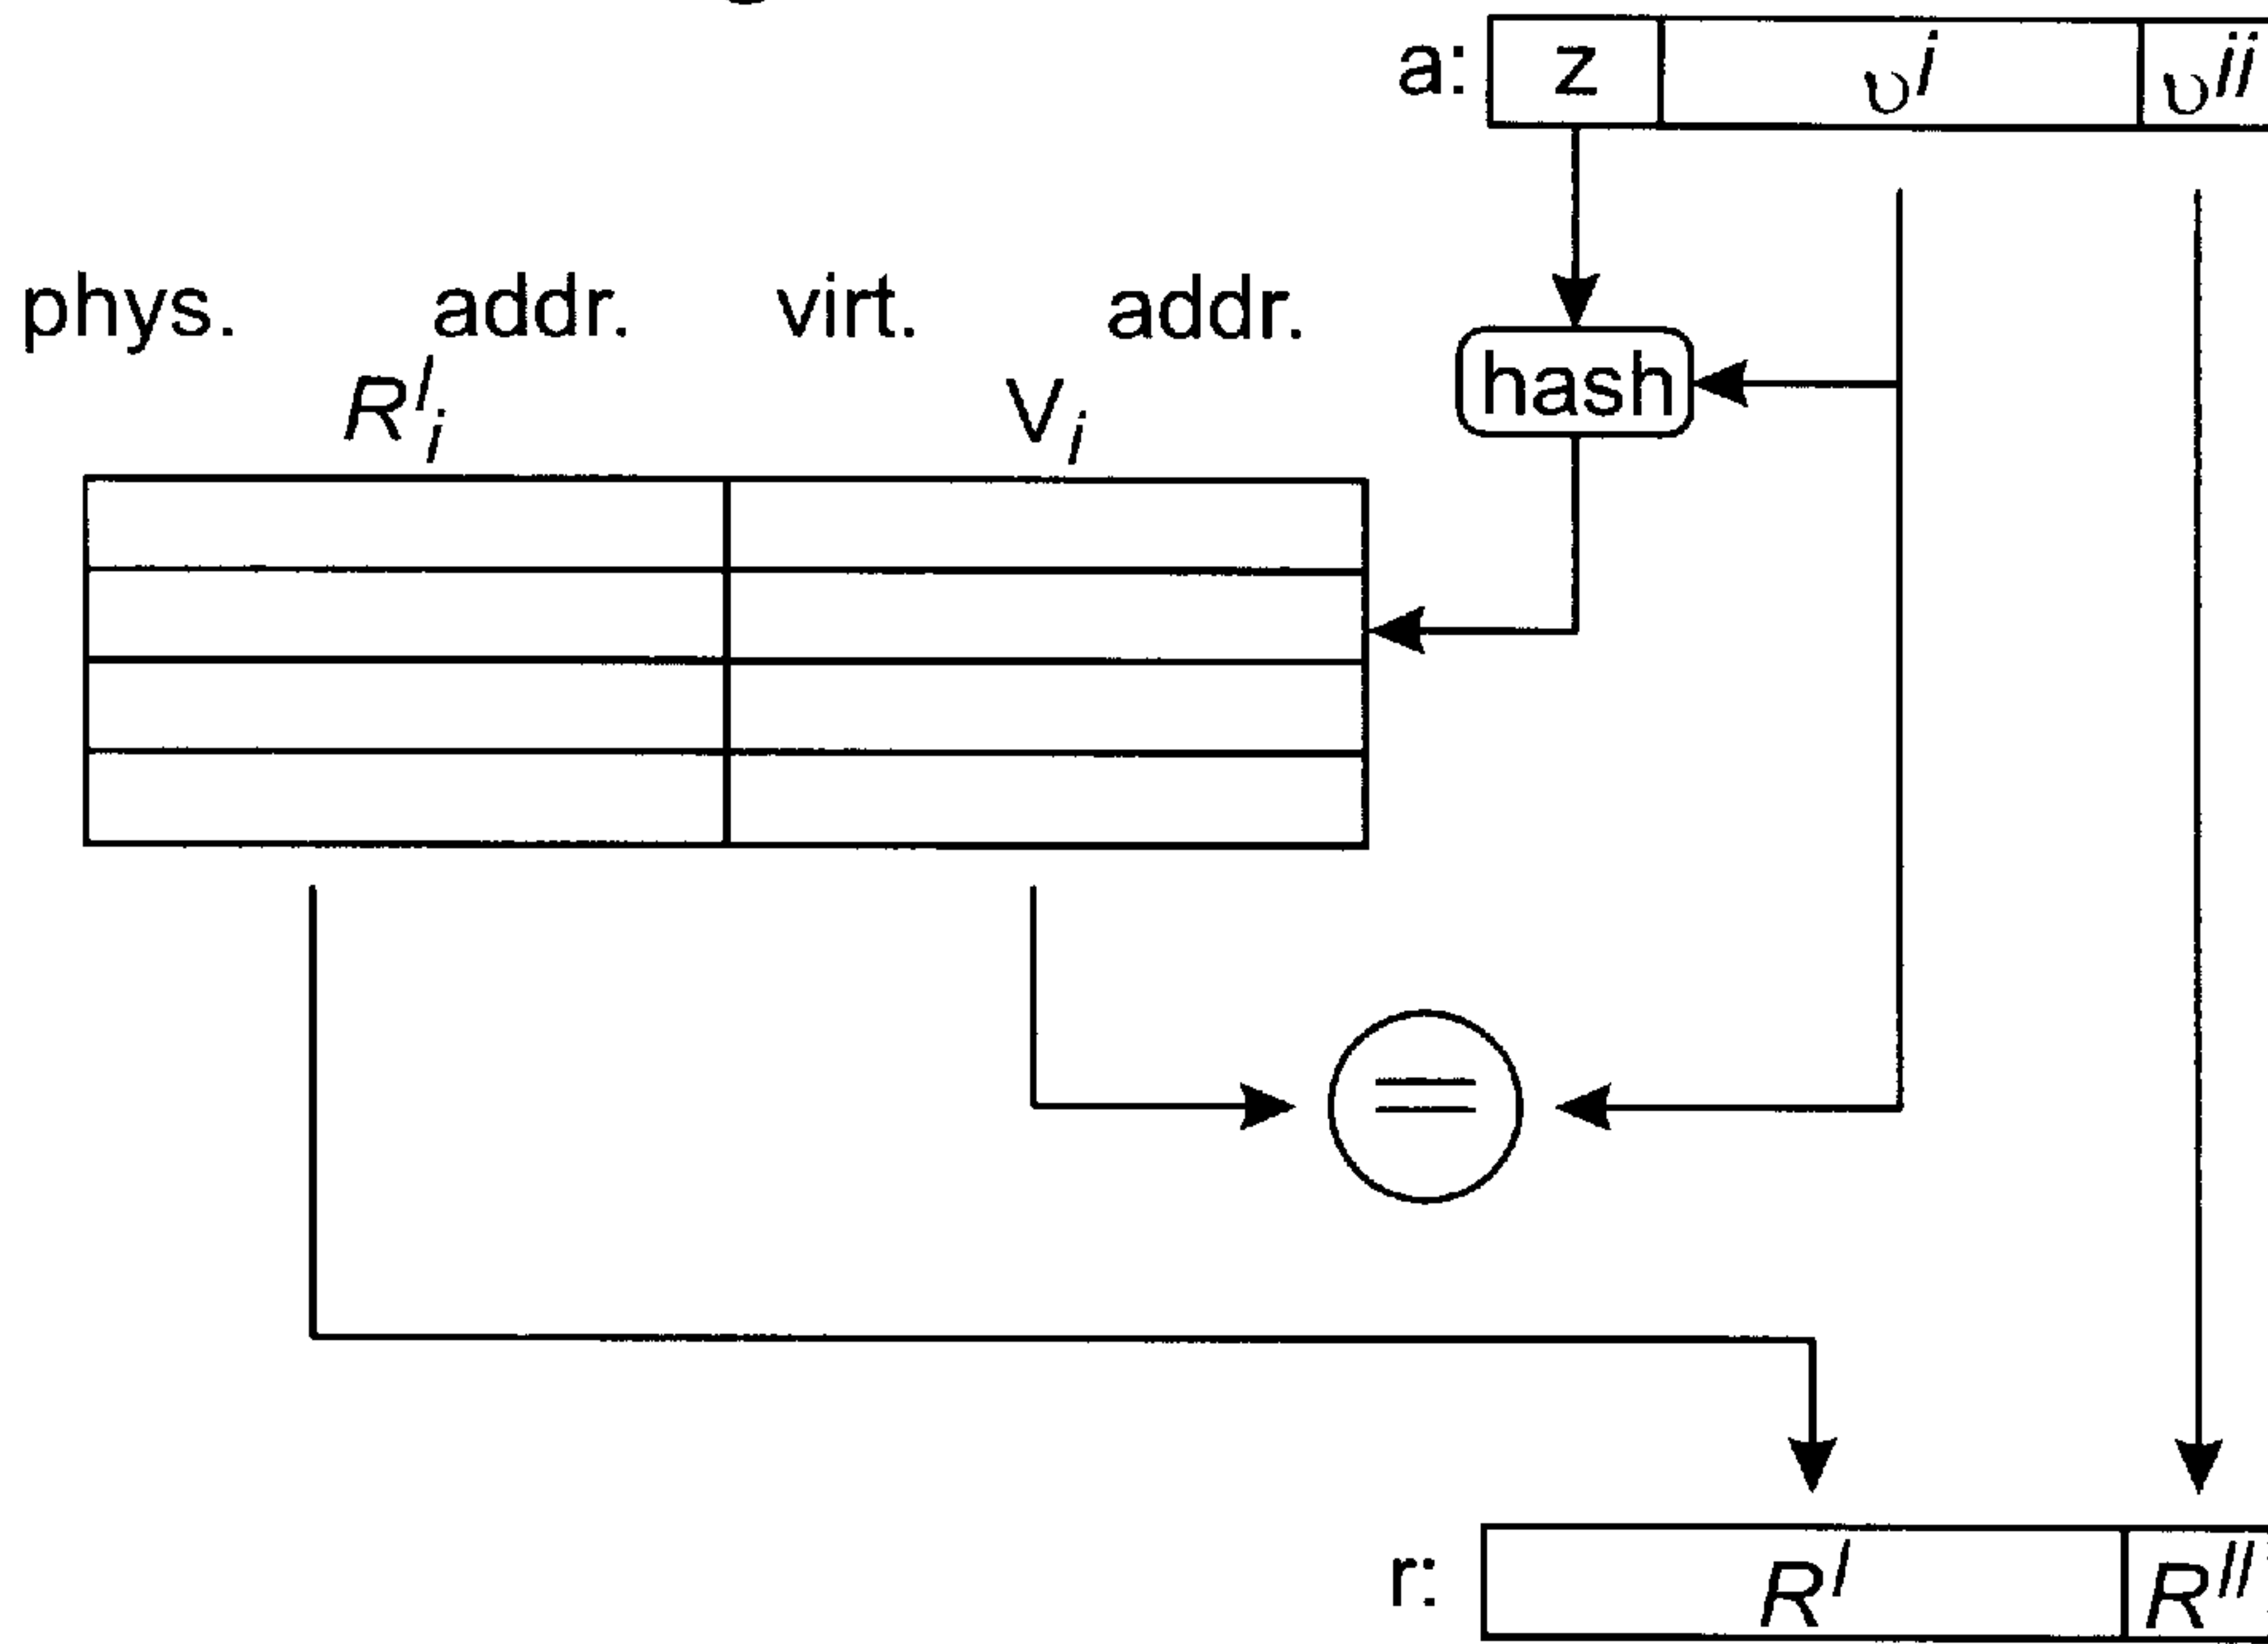 a: z υ^i υ^ii
phys. addr. virt. addr.
R^I_i V_i
hash
=
r: R^I R^II